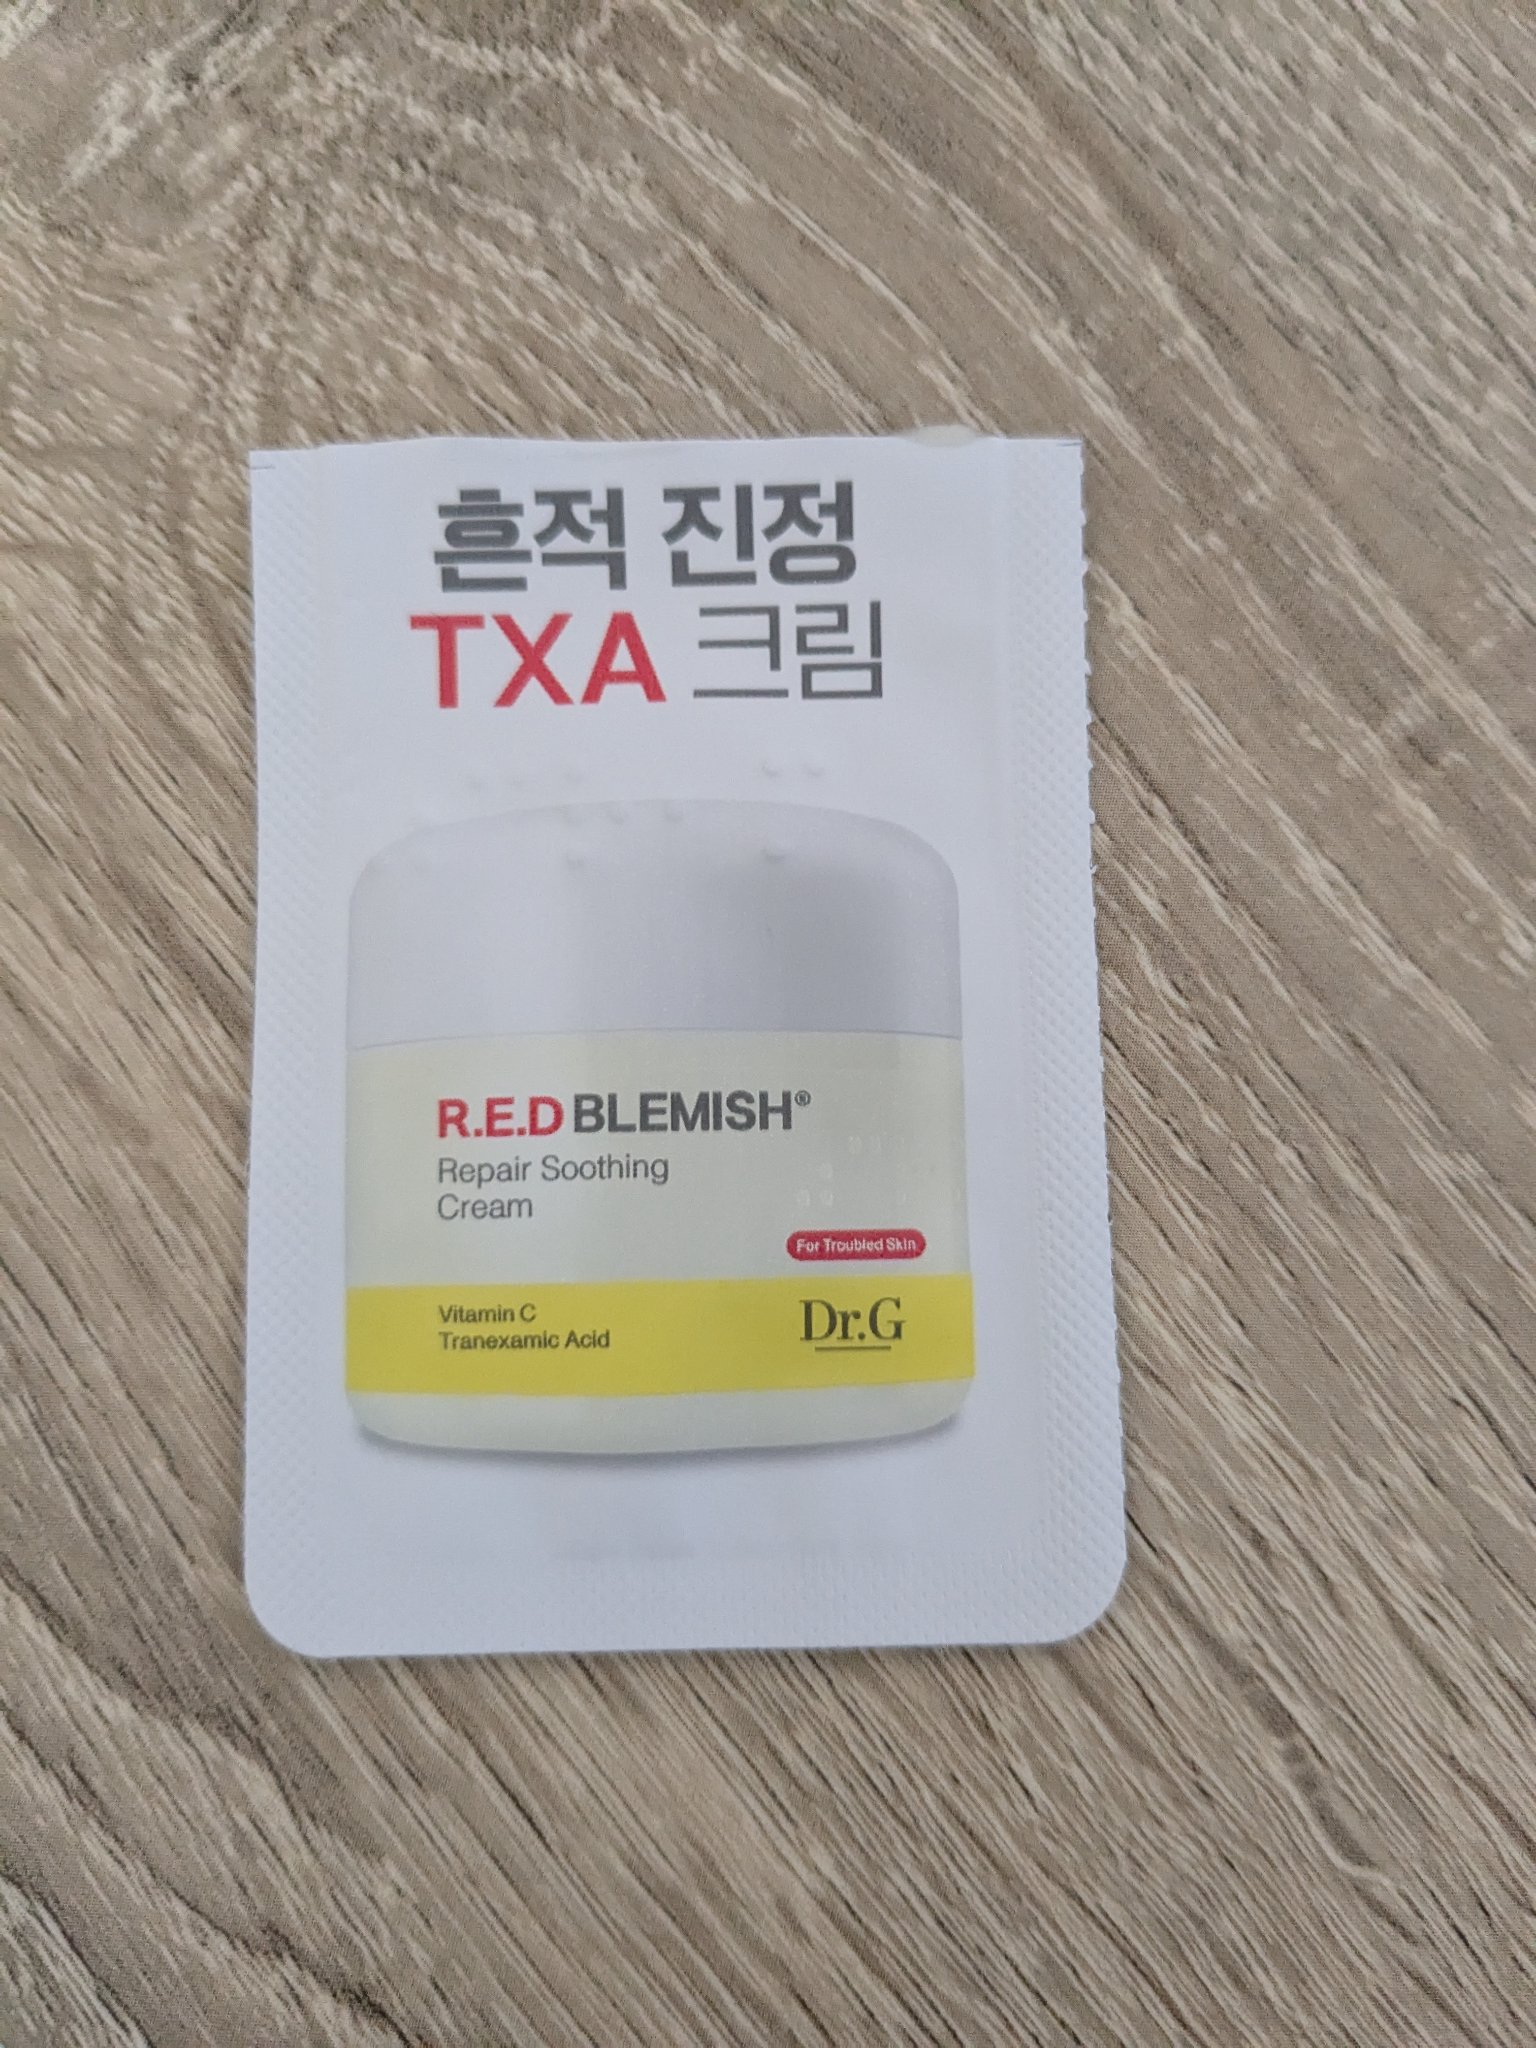 흔적 진정
TXA 크림
R.E.D BLEMISH®
Repair Soothing
Cream
For Troubled Skin
Vitamin C
Tranexamic Acid
Dr.G